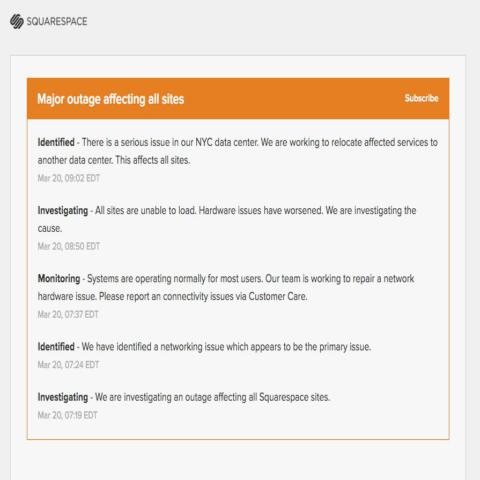 SQUARESPACE
Major outage affecting all sites Subscribe
Identified - There is a serious issue in our NYC data center. We are working to relocate affected services to
another data center. This affects all sites.
Mar 20, 09:02 EDT
Investigating - All sites are unable to load. Hardware issues have worsened. We are investigating the
cause.
Mar 20, 08:50 EDT
Monitoring - Systems are operating normally for most users. Our team is working to repair a network
hardware issue. Please report an connectivity issues via Customer Care.
Mar 20, 07:37 EDT
Identified - We have identified a networking issue which appears to be the primary issue.
Mar 20, 07:24 EDT
Investigating - We are investigating an outage affecting all Squarespace sites.
Mar 20, 07:19 EDT